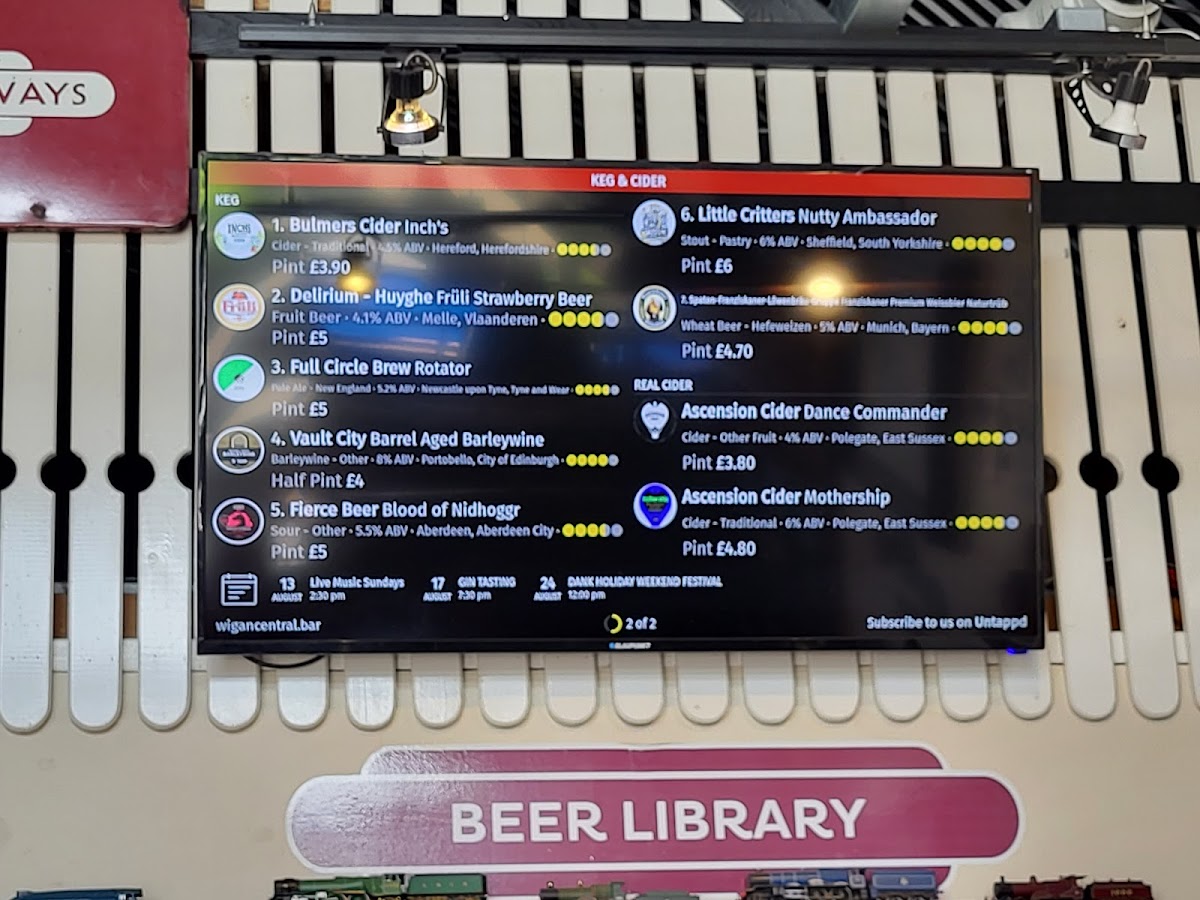 WAYS
KEG & CIDER
KEG
INCH'S
1. Bulmers Cider Inch's
Cider - Traditional • 4.5% ABV • Hereford, Herefordshire •
Pint £3.90
Früli
2. Delirium - Huyghe Früli Strawberry Beer
Fruit Beer • 4.1% ABV • Melle, Vlaanderen •
Pint £5
3. Full Circle Brew Rotator
Pale Ale - New England • 5.2% ABV • Newcastle upon Tyne, Tyne and Wear •
Pint £5
4. Vault City Barrel Aged Barleywine
Barleywine - Other • 8% ABV • Portobello, City of Edinburgh •
Half Pint £4
5. Fierce Beer Blood of Nidhoggr
Sour - Other • 5.5% ABV • Aberdeen, Aberdeen City •
Pint £5
6. Little Critters Nutty Ambassador
Stout - Pastry • 6% ABV • Sheffield, South Yorkshire •
Pint £6
7. Spaten-Franziskaner-Löwenbräu-Gruppe Franziskaner Premium Weissbier Naturtrüb
Wheat Beer - Hefeweizen • 5% ABV • Munich, Bayern •
Pint £4.70
REAL CIDER
Ascension Cider Dance Commander
Cider - Other Fruit • 4% ABV • Polegate, East Sussex •
Pint £3.80
Ascension Cider Mothership
Cider - Traditional • 6% ABV • Polegate, East Sussex •
Pint £4.80
13 AUGUST Live Music Sundays 2:30 pm
17 AUGUST GIN TASTING 7:30 pm
24 AUGUST DANK HOLIDAY WEEKEND FESTIVAL 12:00 pm
wigancentral.bar
2 of 2
Subscribe to us on Untappd
BLAUPUNKT
BEER LIBRARY